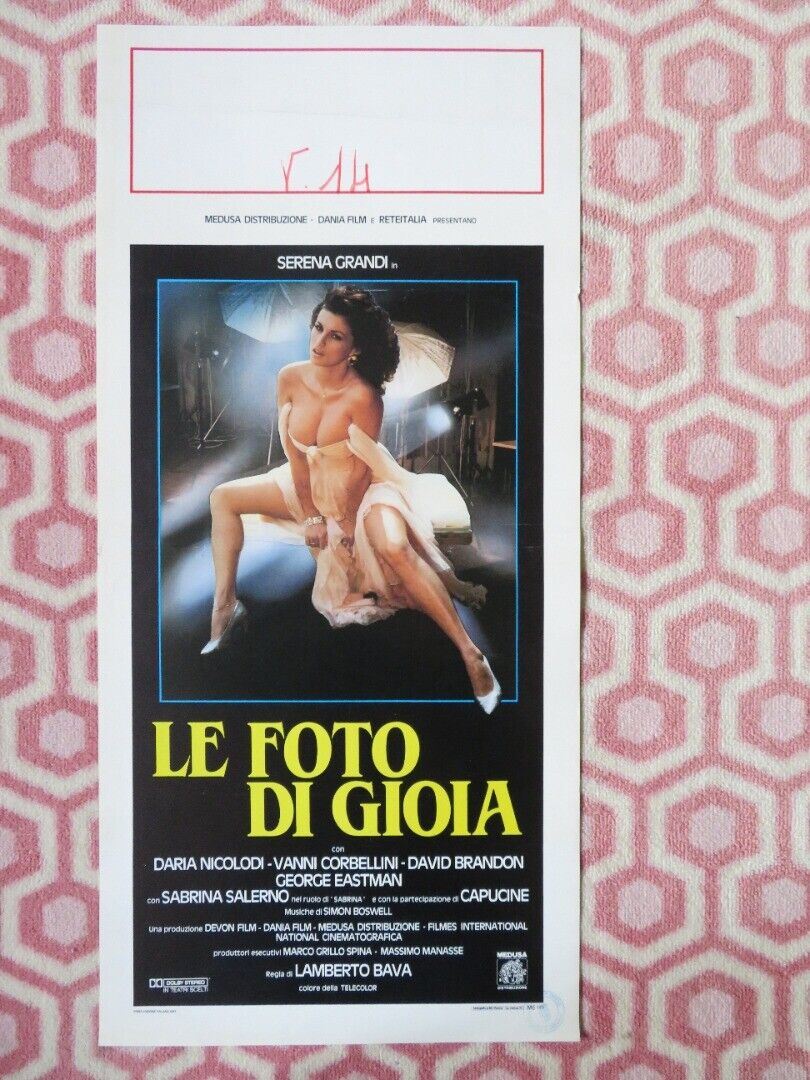 V. 14
MEDUSA DISTRIBUZIONE - DANIA FILM E RETEITALIA PRESENTANO
SERENA GRANDI in
LE FOTO
DI GIOIA
con
DARIA NICOLODI - VANNI CORBELLINI - DAVID BRANDON
GEORGE EASTMAN
con SABRINA SALERNO nel ruolo di "SABRINA" e con la partecipazione di CAPUCINE
Musiche di SIMON BOSWELL
Una produzione DEVON FILM - DANIA FILM - MEDUSA DISTRIBUZIONE - FILMES INTERNATIONAL
NATIONAL CINEMATOGRAFICA
produttori esecutivi MARCO GRILLO SPINA - MASSIMO MANASSE
Regia di LAMBERTO BAVA
colore della TELECOLOR
DOLBY STEREO
IN TEATRI SCELTI
MEDUSA
DISTRIBUZIONE